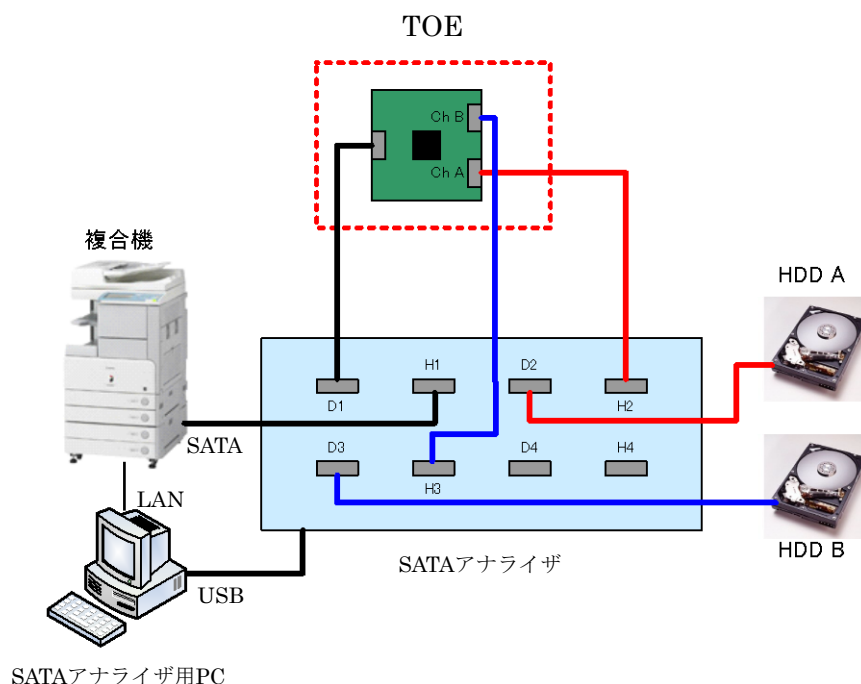 TOE
Ch B
Ch A
複合機
HDD A
H1
D2
D1
H2
SATA
D3
D4
H4
H3
LAN
SATAアナライザ
HDD B
USB
SATAアナライザ用PC